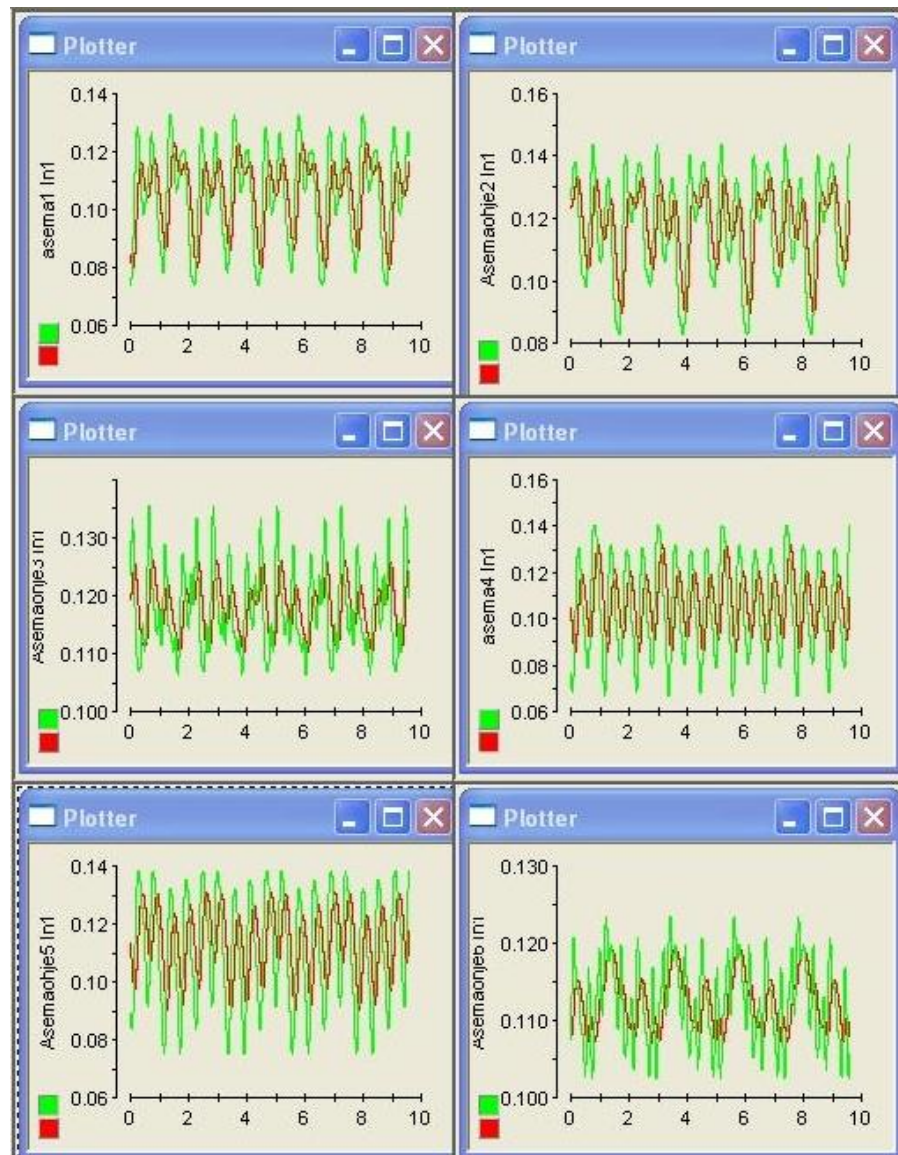 Plotter
0.14
0.12
0.10
0.08
0.06
0 2 4 6 8 10
asema1 In1
Plotter
0.16
0.14
0.12
0.10
0.08
0 2 4 6 8 10
Asemaohje2 In1
Plotter
0.130
0.120
0.110
0.100
0 2 4 6 8 10
Asemaohje3 In1
Plotter
0.16
0.14
0.12
0.10
0.08
0.06
0 2 4 6 8 10
asema4 In1
Plotter
0.14
0.12
0.10
0.08
0.06
0 2 4 6 8 10
Asemaohje5 In1
Plotter
0.130
0.120
0.110
0.100
0 2 4 6 8 10
Asemaohje6 In1